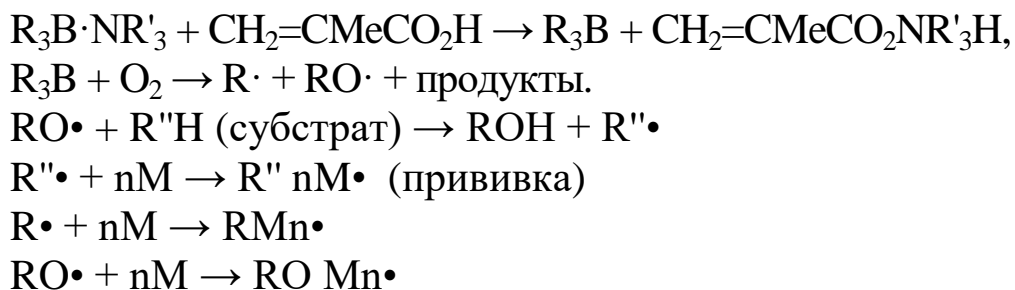 R₃B·NR'₃ + CH₂=CMeCO₂H → R₃B + CH₂=CMeCO₂NR'₃H,
R₃B + O₂ → R· + RO· + продукты.
RO• + R''H (субстрат) → ROH + R''•
R''• + nM → R'' nM• (прививка)
R• + nM → RMn•
RO• + nM → RO Mn•